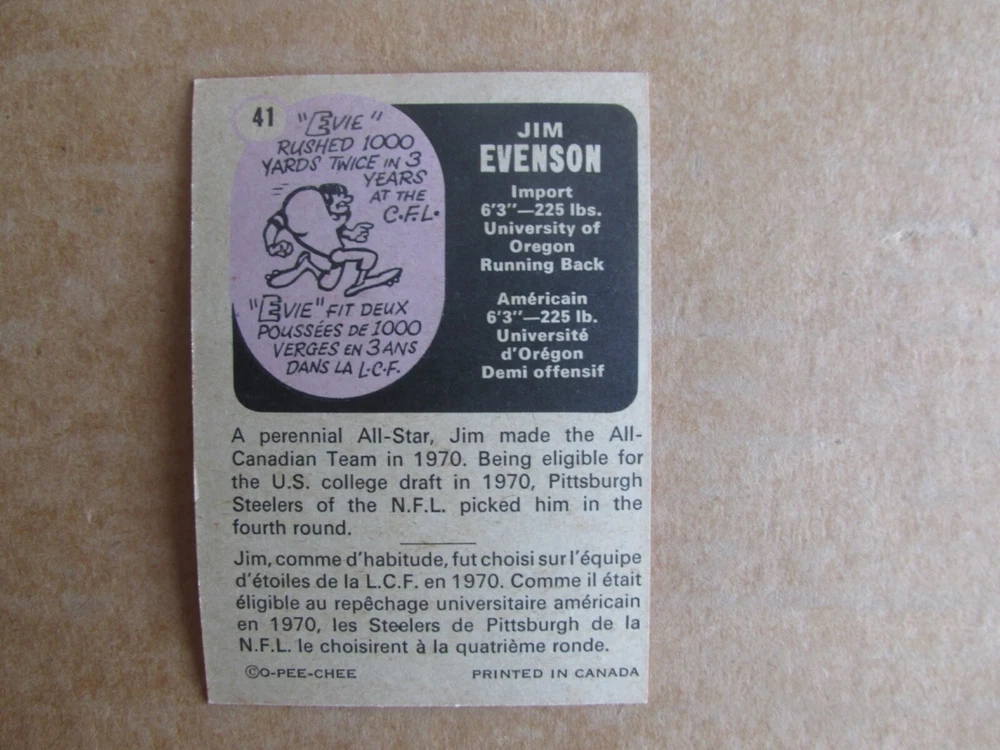 41
"EVIE"
RUSHED 1000
YARDS TWICE IN 3
YEARS
AT THE
C.F.L.
"EVIE" FIT DEUX
POUSSÉES DE 1000
VERGES EN 3 ANS
DANS LA L.C.F.
JIM
EVENSON
Import
6'3"—225 lbs.
University of
Oregon
Running Back
Américain
6'3"—225 lb.
Université
d'Orégon
Demi offensif
A perennial All-Star, Jim made the All-
Canadian Team in 1970. Being eligible for
the U.S. college draft in 1970, Pittsburgh
Steelers of the N.F.L. picked him in the
fourth round.
Jim, comme d'habitude, fut choisi sur l'équipe
d'étoiles de la L.C.F. en 1970. Comme il était
éligible au repêchage universitaire américain
en 1970, les Steelers de Pittsburgh de la
N.F.L. le choisirent à la quatrième ronde.
©O-PEE-CHEE PRINTED IN CANADA